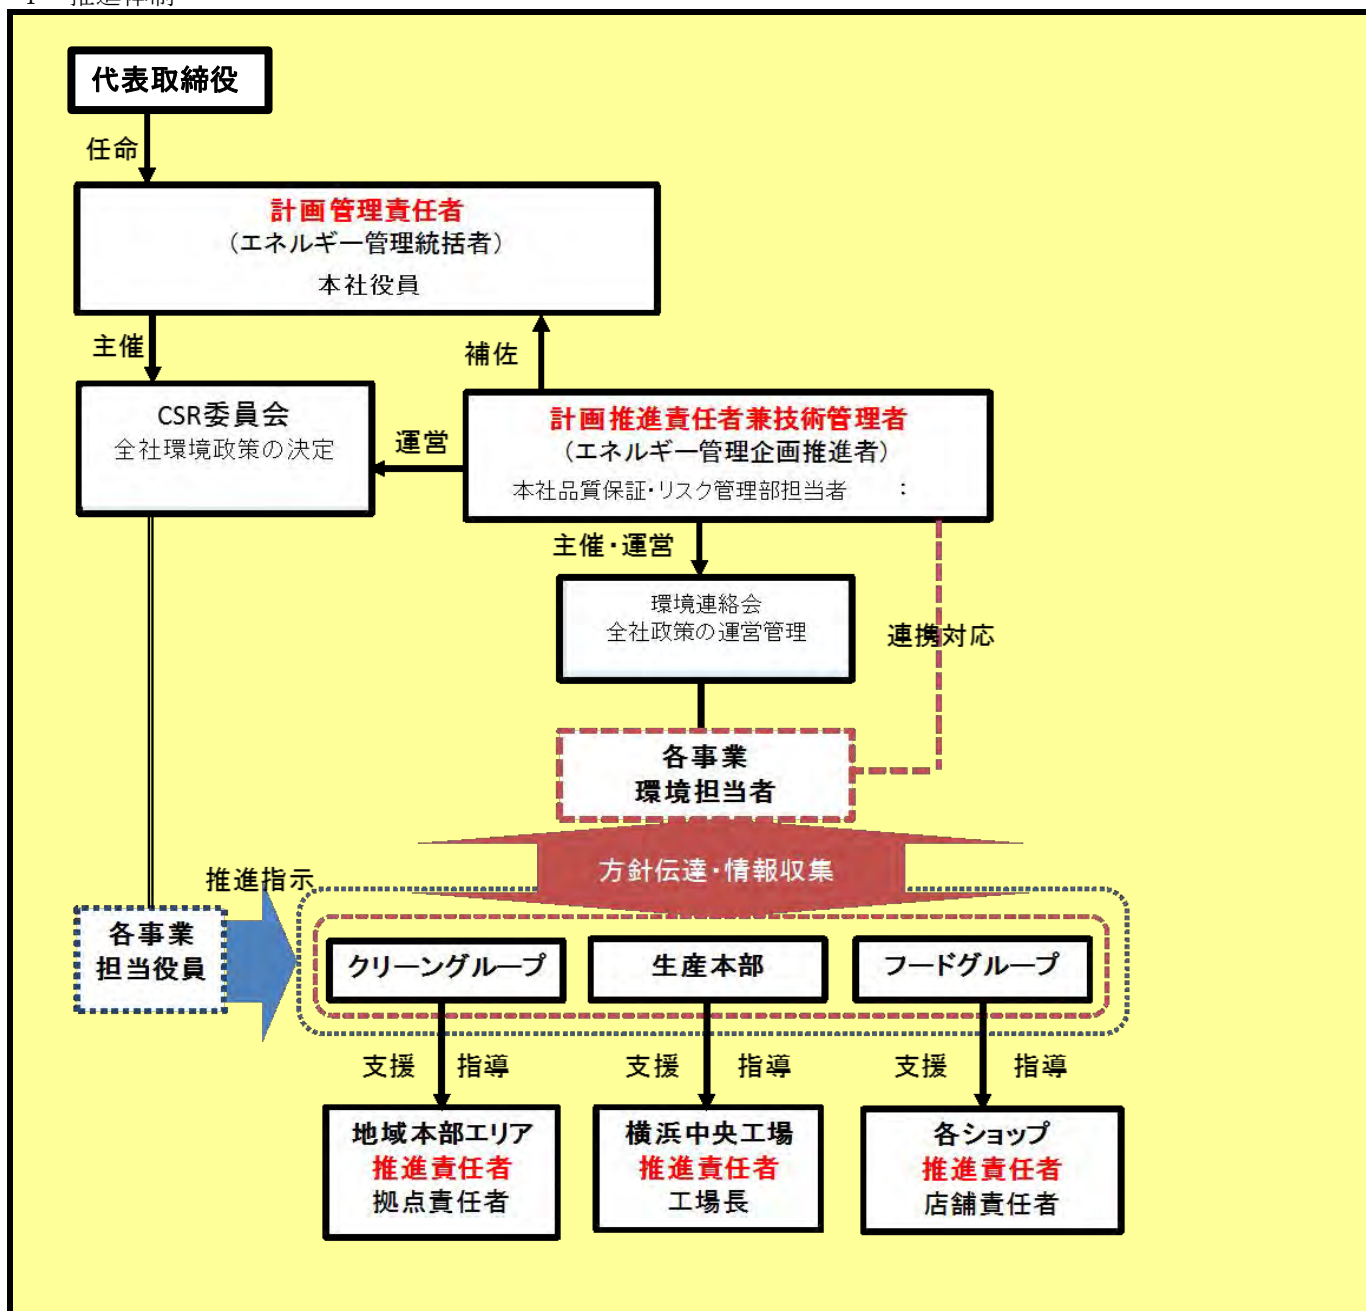 推進体制
代表取締役
任命
計画管理責任者
（エネルギー管理統括者）
本社役員
主催
補佐
CSR委員会
全社環境政策の決定
運営
計画推進責任者兼技術管理者
（エネルギー管理企画推進者）
本社品質保証・リスク管理部担当者　　：
主催・運営
環境連絡会
全社政策の運営管理
連携対応
各事業
環境担当者
方針伝達・情報収集
推進指示
各事業
担当役員
クリーングループ
生産本部
フードグループ
支援　指導
支援　指導
支援　指導
地域本部エリア
推進責任者
拠点責任者
横浜中央工場
推進責任者
工場長
各ショップ
推進責任者
店舗責任者